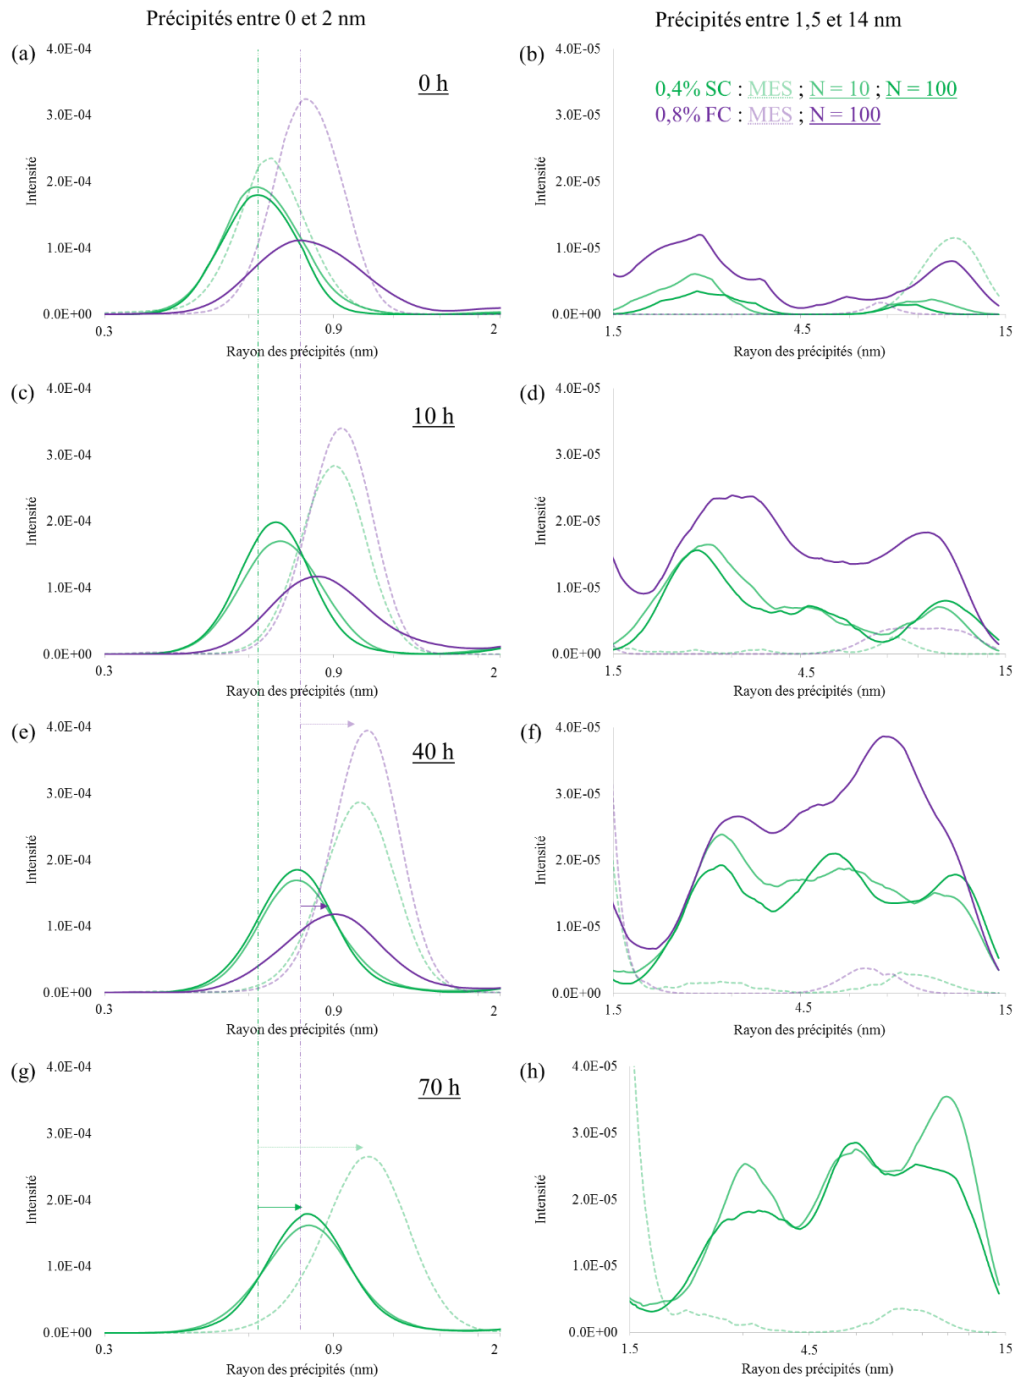 Précipités entre 0 et 2 nm
Précipités entre 1,5 et 14 nm
(a)
4.0E-04
3.0E-04
2.0E-04
1.0E-04
0.0E+00
Intensité
0 h
0.3
0.9
2
Rayon des précipités (nm)
(b)
4.0E-05
3.0E-05
2.0E-05
1.0E-05
0.0E+00
Intensité
0,4% SC : MES ; N = 10 ; N = 100
0,8% FC : MES ; N = 100
1.5
4.5
15
Rayon des précipités (nm)
(c)
4.0E-04
3.0E-04
2.0E-04
1.0E-04
0.0E+00
Intensité
10 h
0.3
0.9
2
Rayon des précipités (nm)
(d)
4.0E-05
3.0E-05
2.0E-05
1.0E-05
0.0E+00
Intensité
1.5
4.5
15
Rayon des précipités (nm)
(e)
4.0E-04
3.0E-04
2.0E-04
1.0E-04
0.0E+00
Intensité
40 h
0.3
0.9
2
Rayon des précipités (nm)
(f)
4.0E-05
3.0E-05
2.0E-05
1.0E-05
0.0E+00
Intensité
1.5
4.5
15
Rayon des précipités (nm)
(g)
4.0E-04
3.0E-04
2.0E-04
1.0E-04
0.0E+00
Intensité
70 h
0.3
0.9
2
Rayon des précipités (nm)
(h)
4.0E-05
3.0E-05
2.0E-05
1.0E-05
0.0E+00
Intensité
1.5
4.5
15
Rayon des précipités (nm)